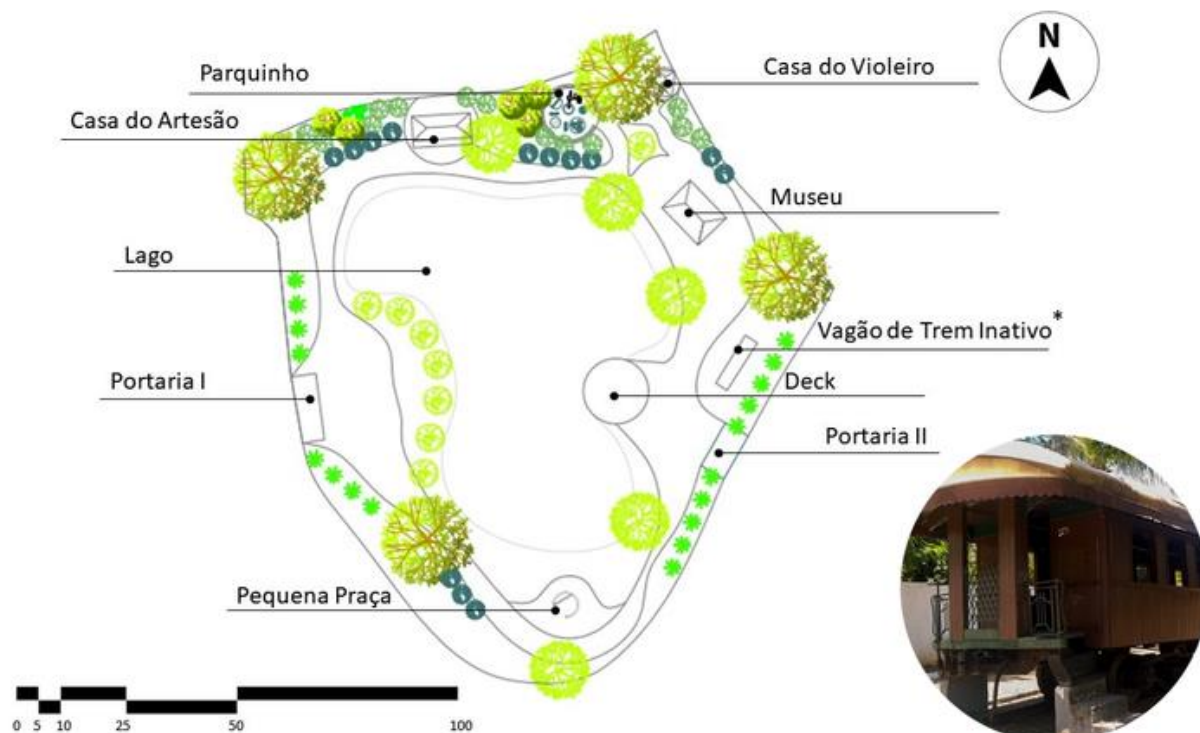 N
Parquinho
Casa do Violeiro
Casa do Artesão
Museu
Lago
Vagão de Trem Inativo*
Portaria I
Deck
Portaria II
Pequena Praça
0 5 10 25 50 100